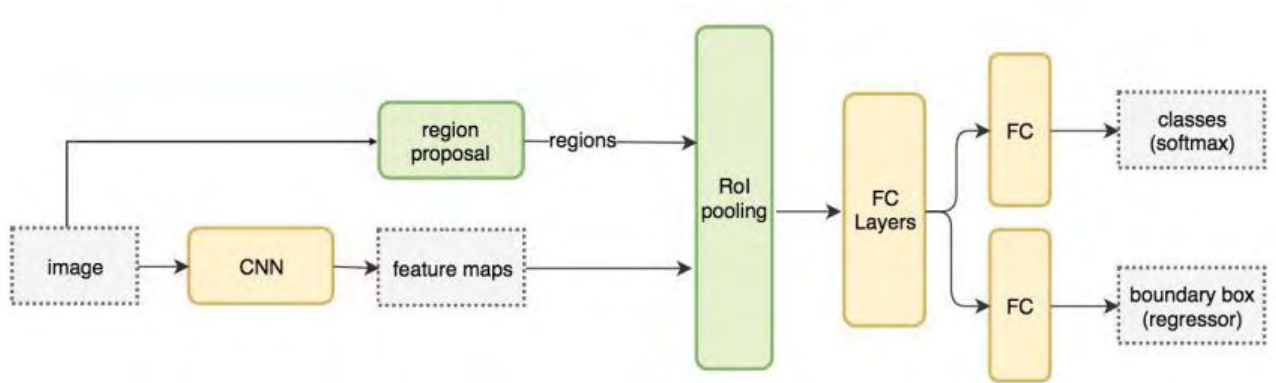 region
proposal
regions
image
CNN
feature maps
RoI
pooling
FC
Layers
FC
classes
(softmax)
FC
boundary box
(regressor)